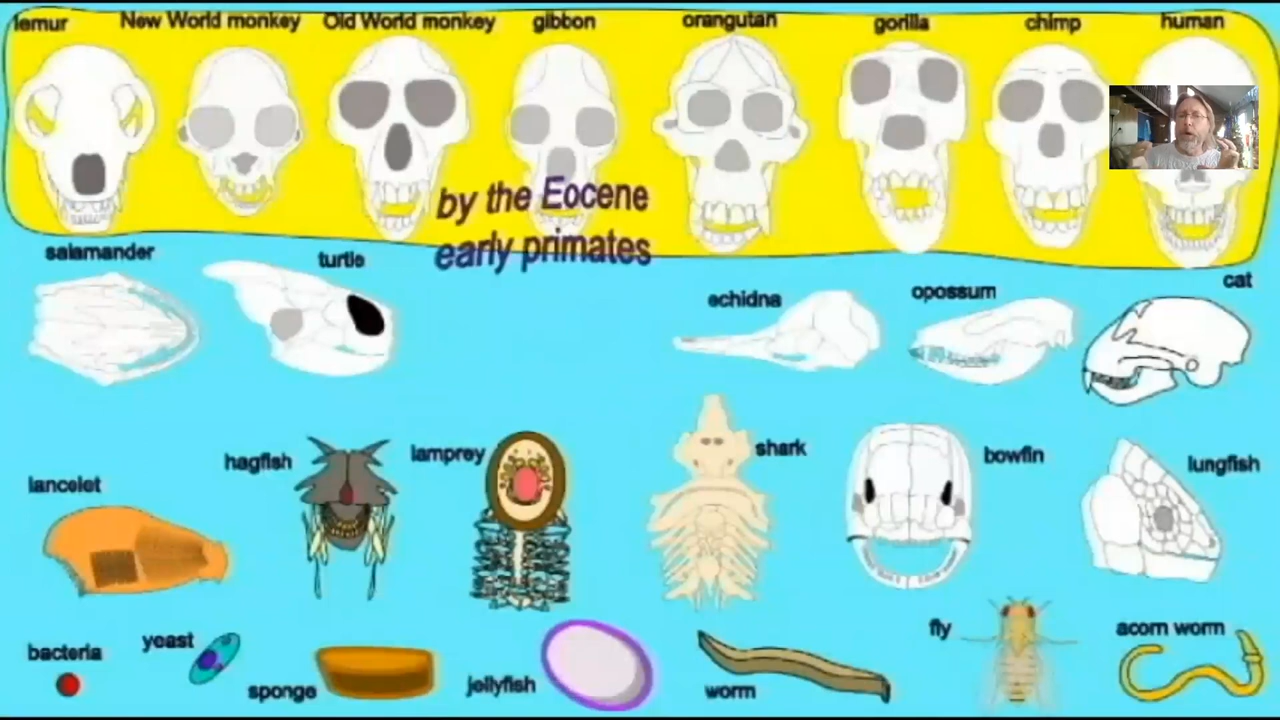 lemur
New World monkey
Old World monkey
gibbon
orangutan
gorilla
chimp
human
by the Eocene
early primates
salamander
turtle
echidna
opossum
cat
lancelet
hagfish
lamprey
shark
bowfin
lungfish
bacteria
yeast
sponge
jellyfish
worm
fly
acorn worm